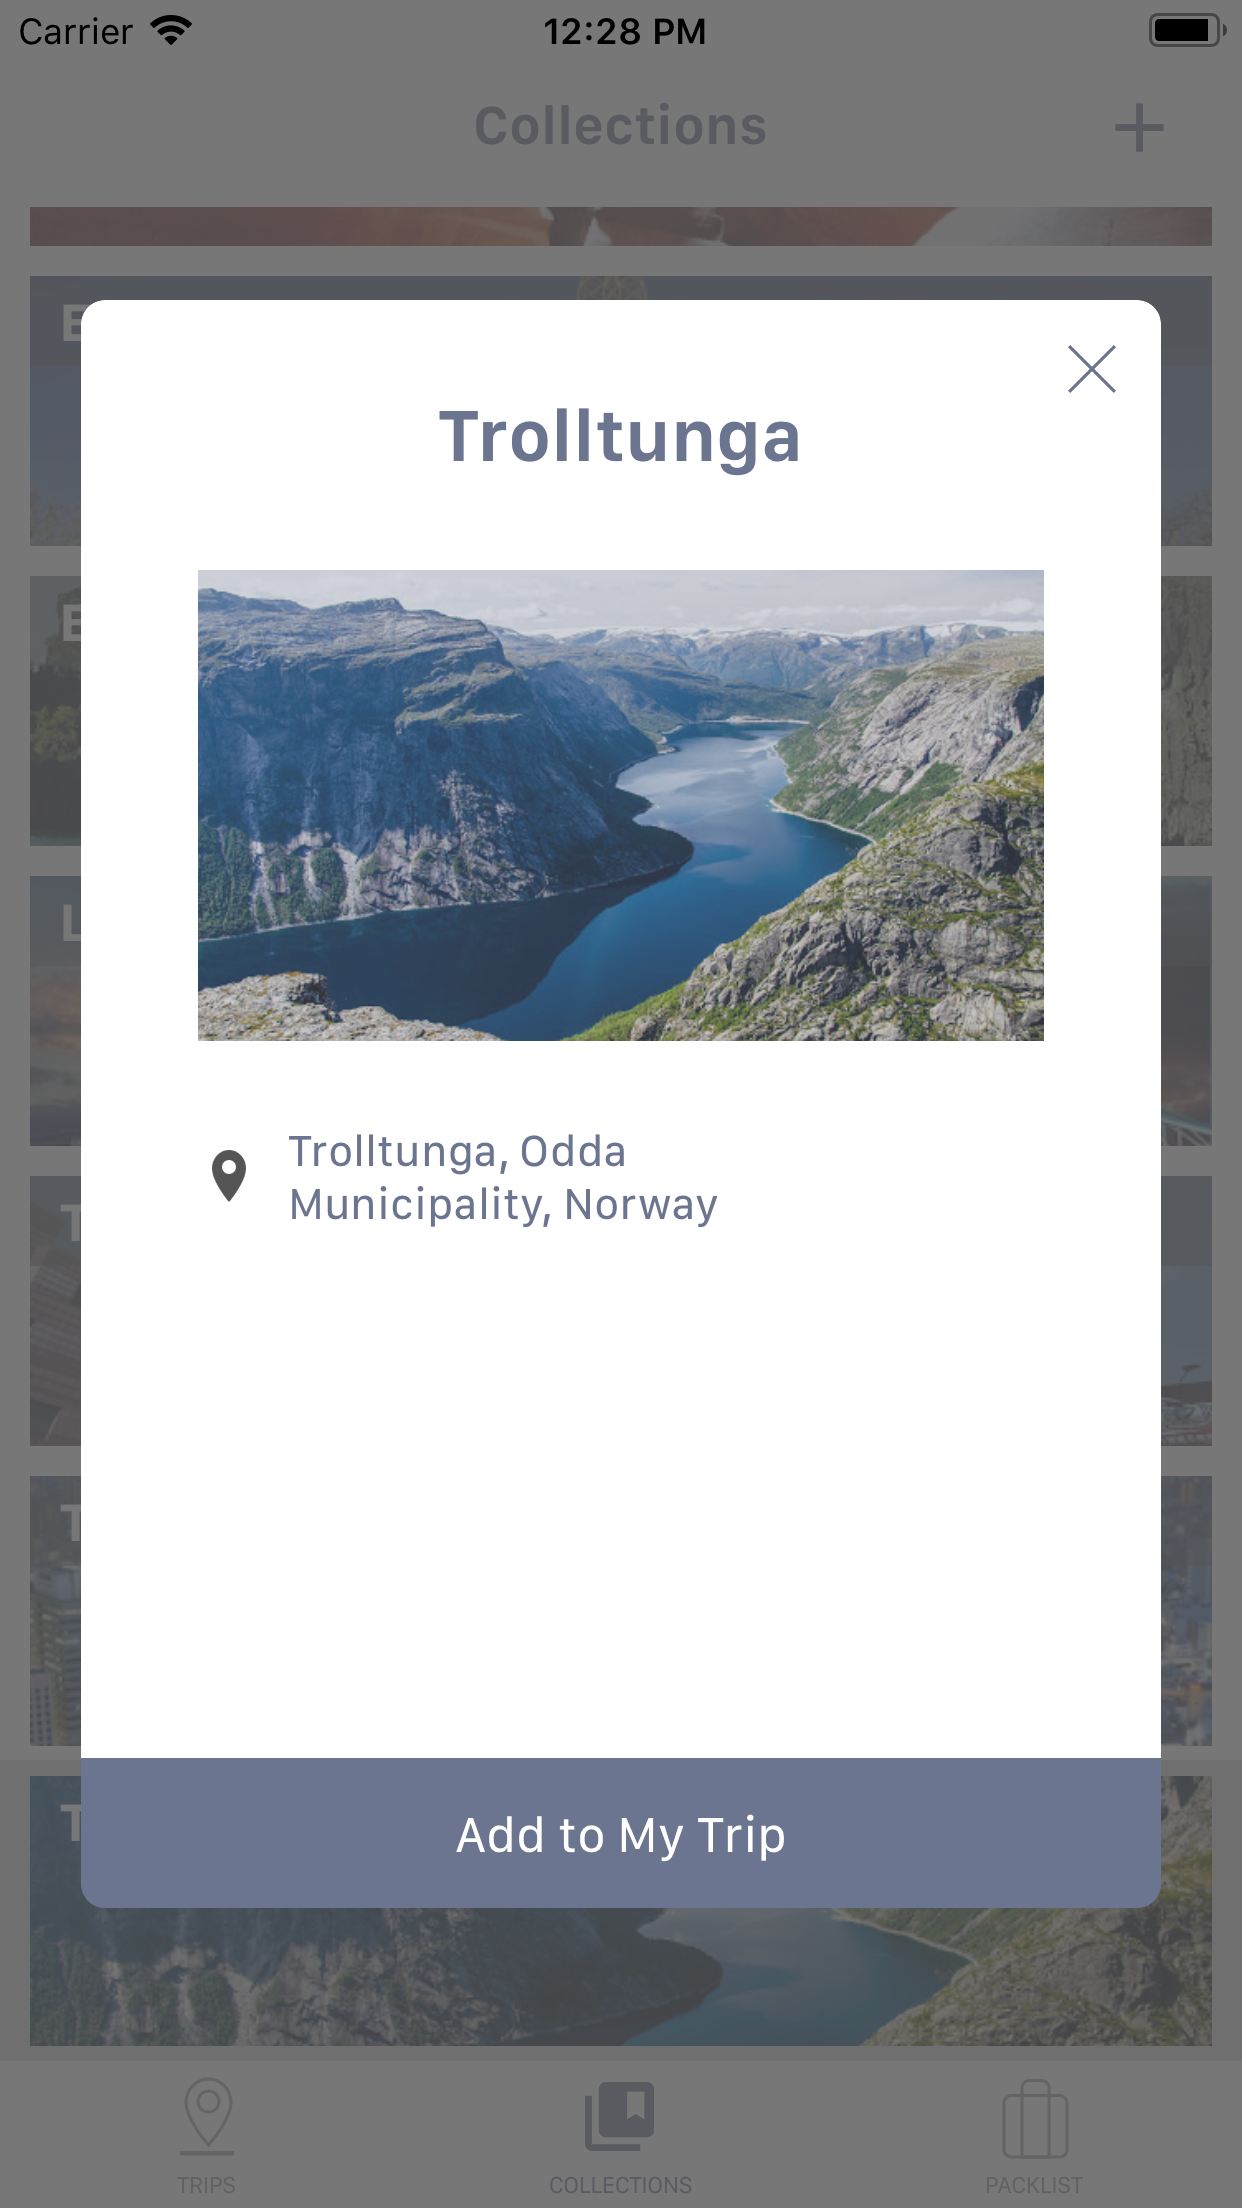 Carrier
12:28 PM
Collections
Trolltunga
Trolltunga, Odda
Municipality, Norway
Add to My Trip
TRIPS
COLLECTIONS
PACKLIST